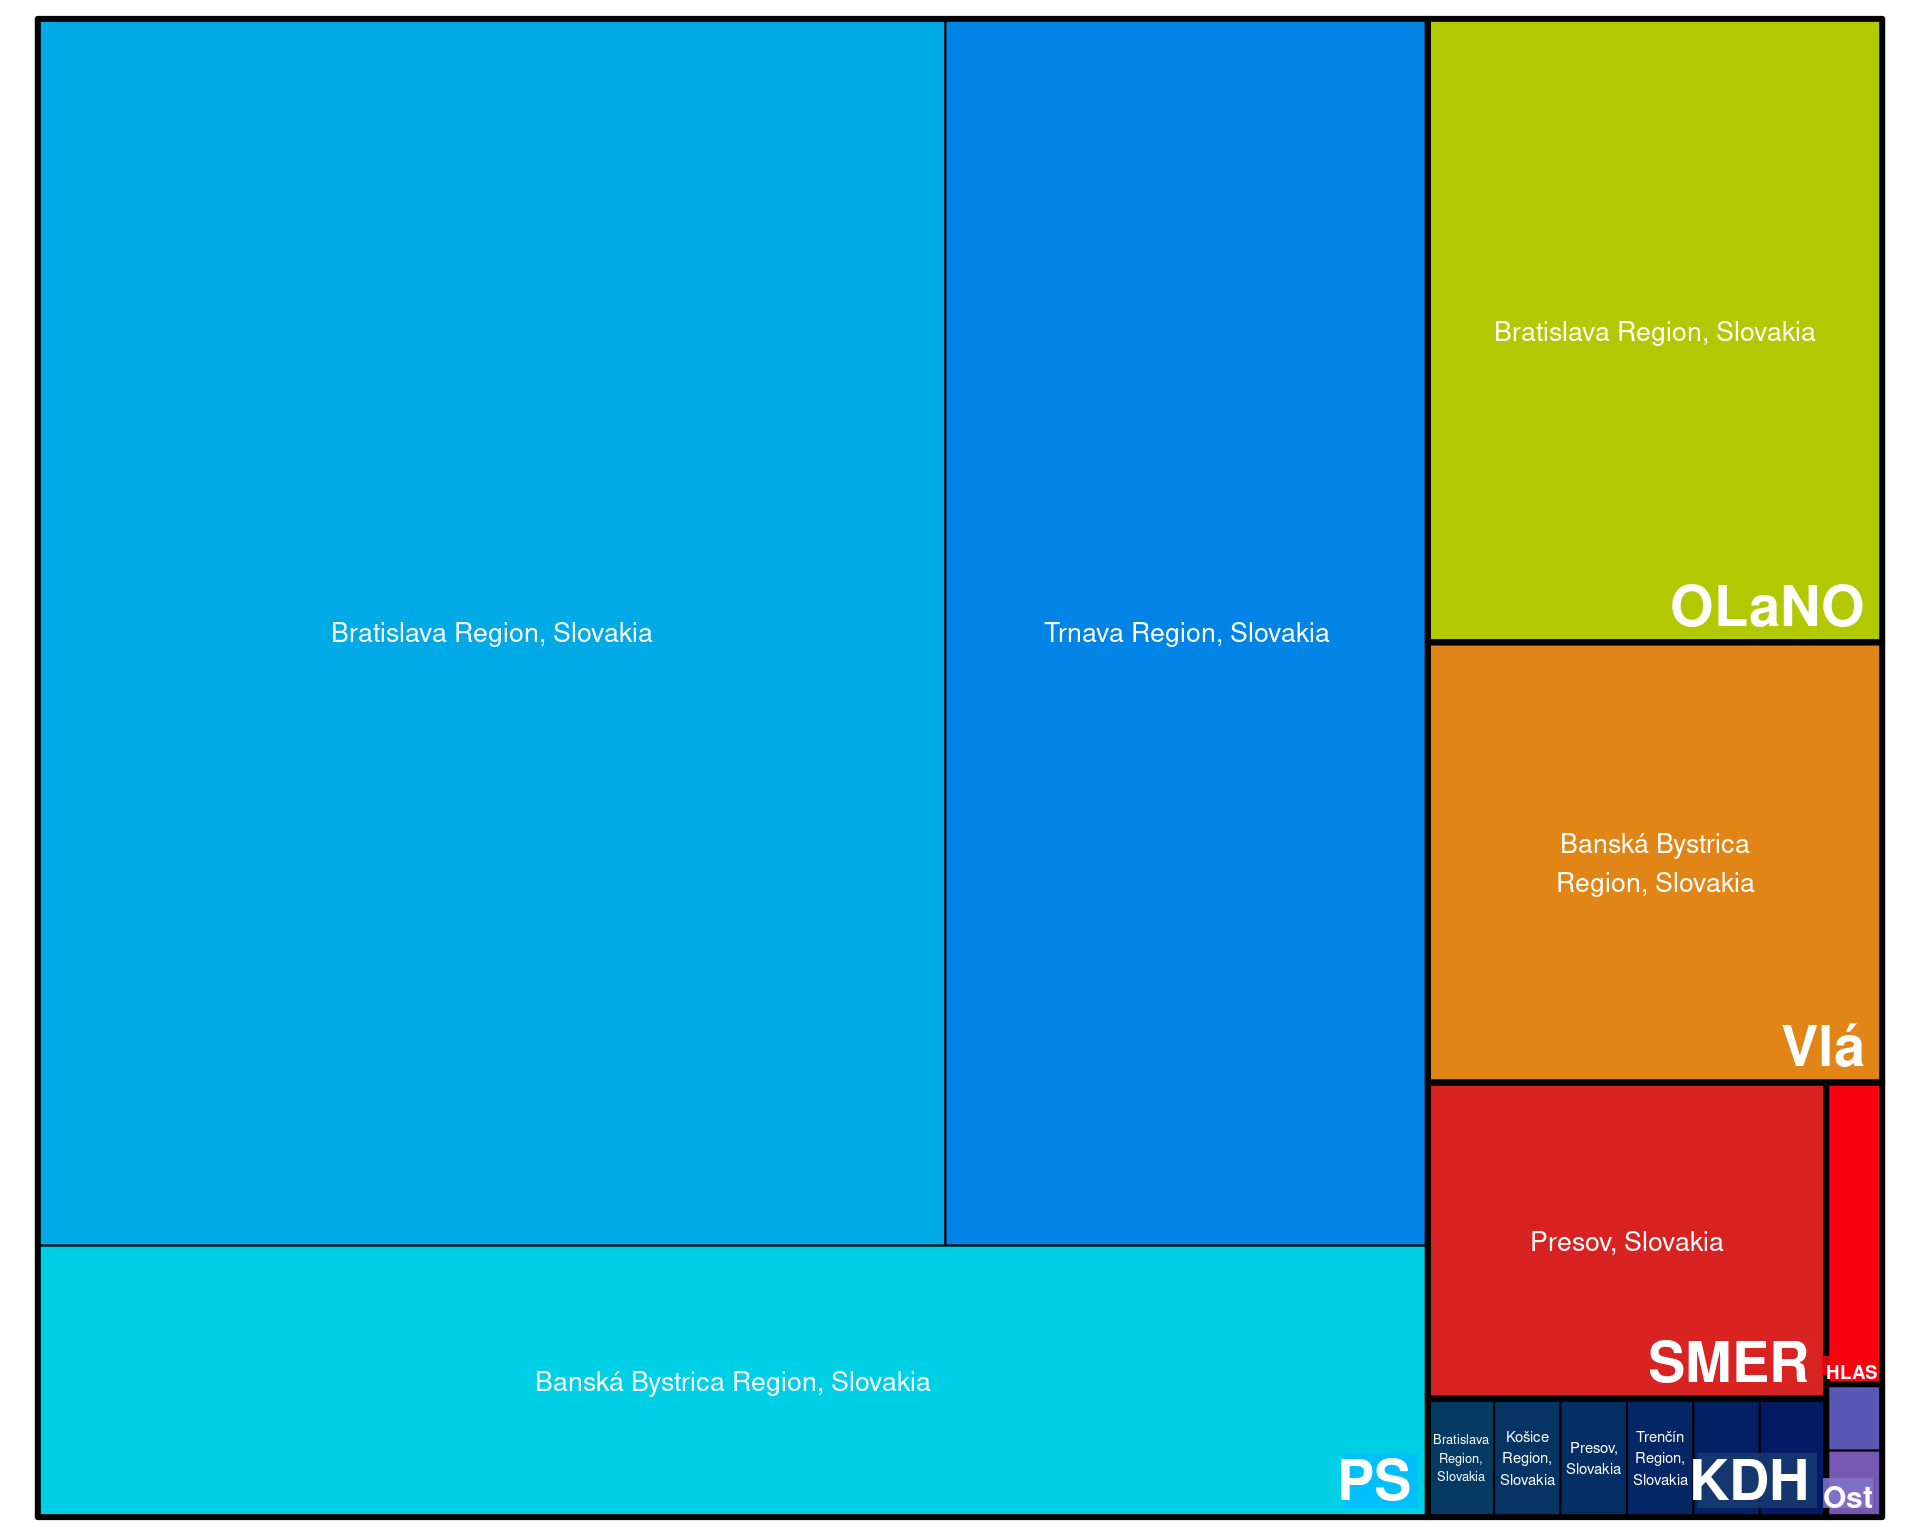 Bratislava Region, Slovakia
Trnava Region, Slovakia
Banská Bystrica Region, Slovakia
PS
Bratislava Region, Slovakia
OLaNO
Banská Bystrica
Region, Slovakia
Vlá
Presov, Slovakia
SMER
HLAS
Bratislava
Region,
Slovakia
Košice
Region,
Slovakia
Presov,
Slovakia
Trenčín
Region,
Slovakia
KDH
Ost